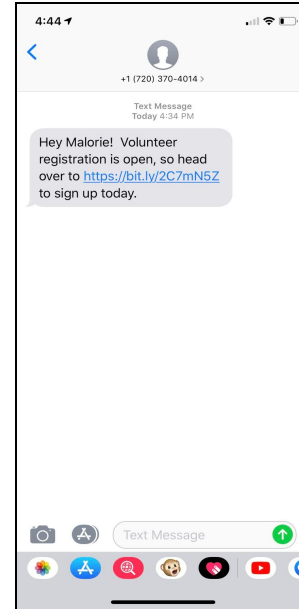 4:44
+1 (720) 370-4014 >
Text Message
Today 4:34 PM
Hey Malorie! Volunteer
registration is open, so head
over to https://bit.ly/2C7mN5Z
to sign up today.
Text Message